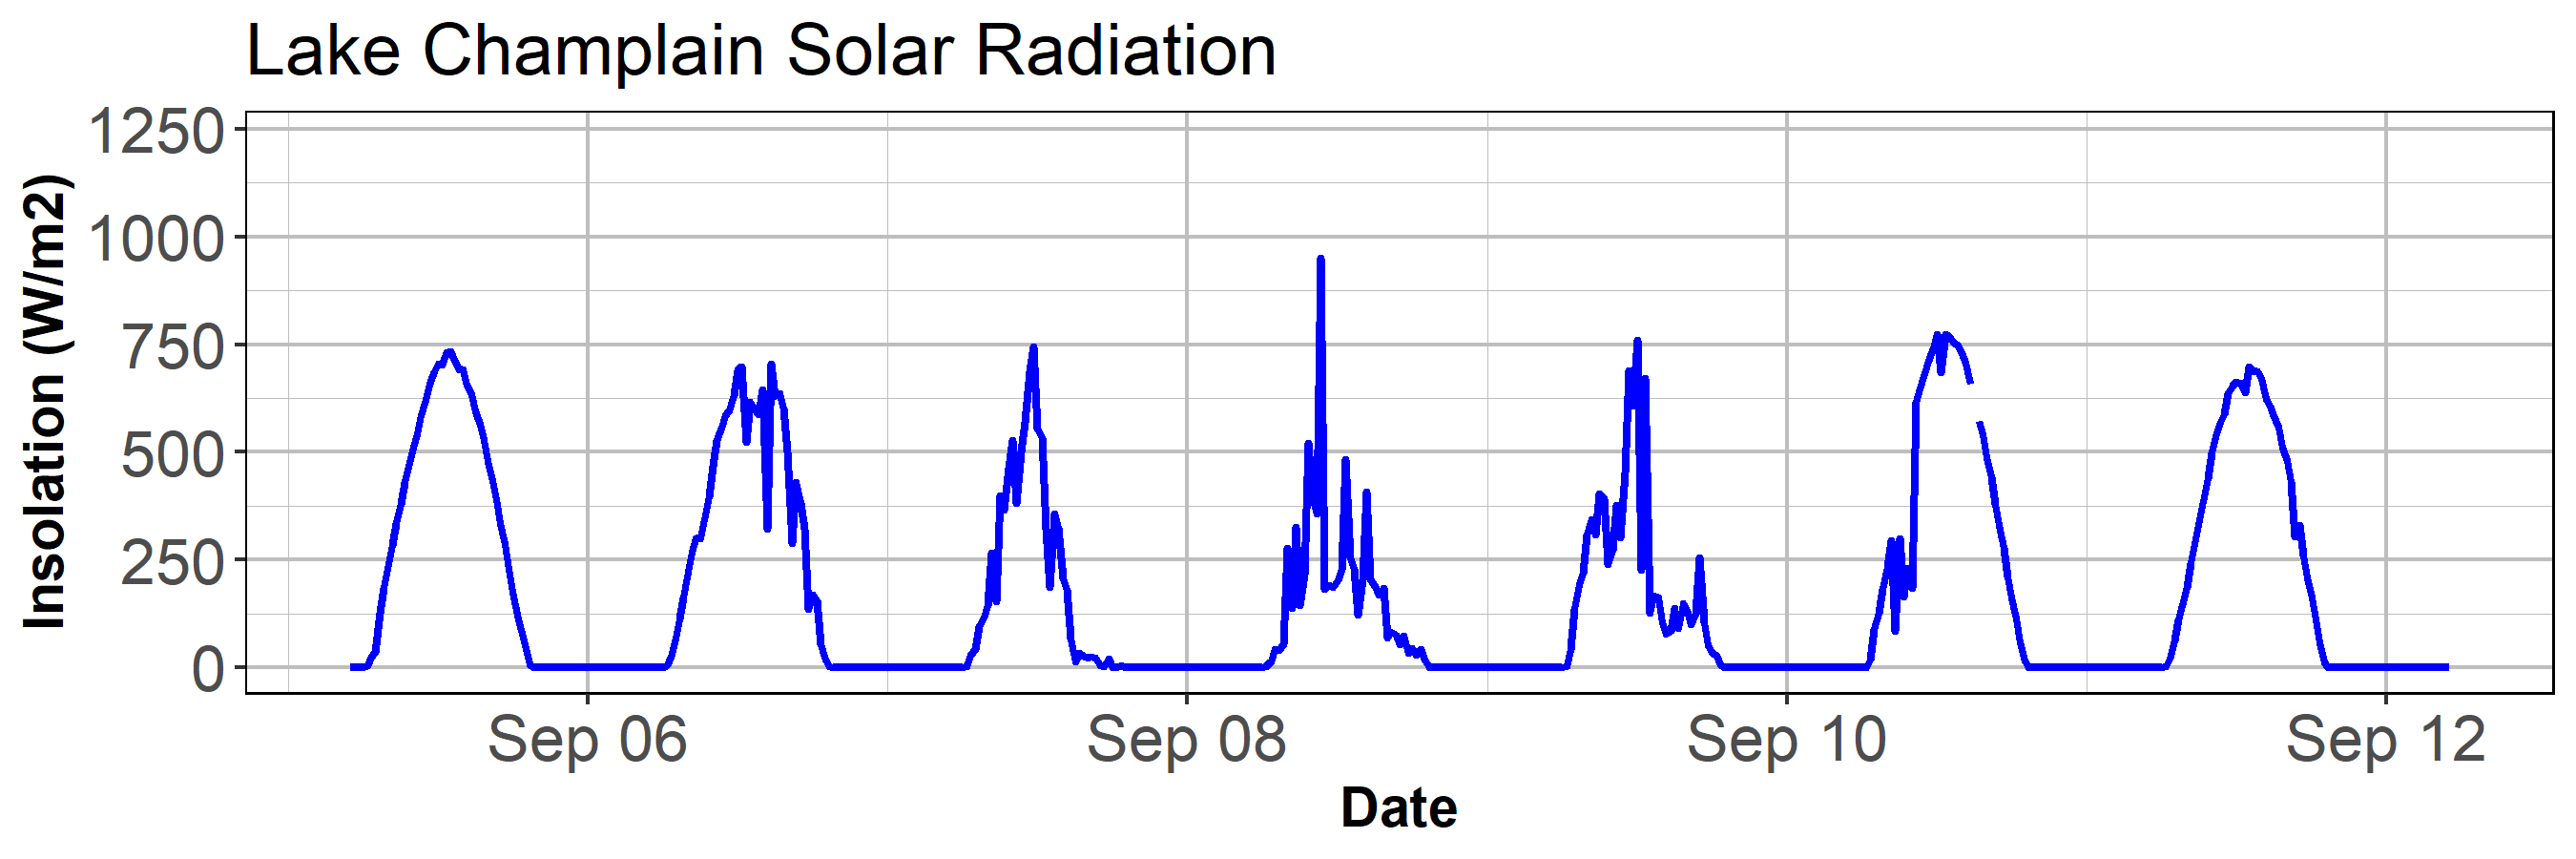 Lake Champlain Solar Radiation
Insolation (W/m2)
1250
1000
750
500
250
0
Sep 06 Sep 08 Sep 10 Sep 12
Date